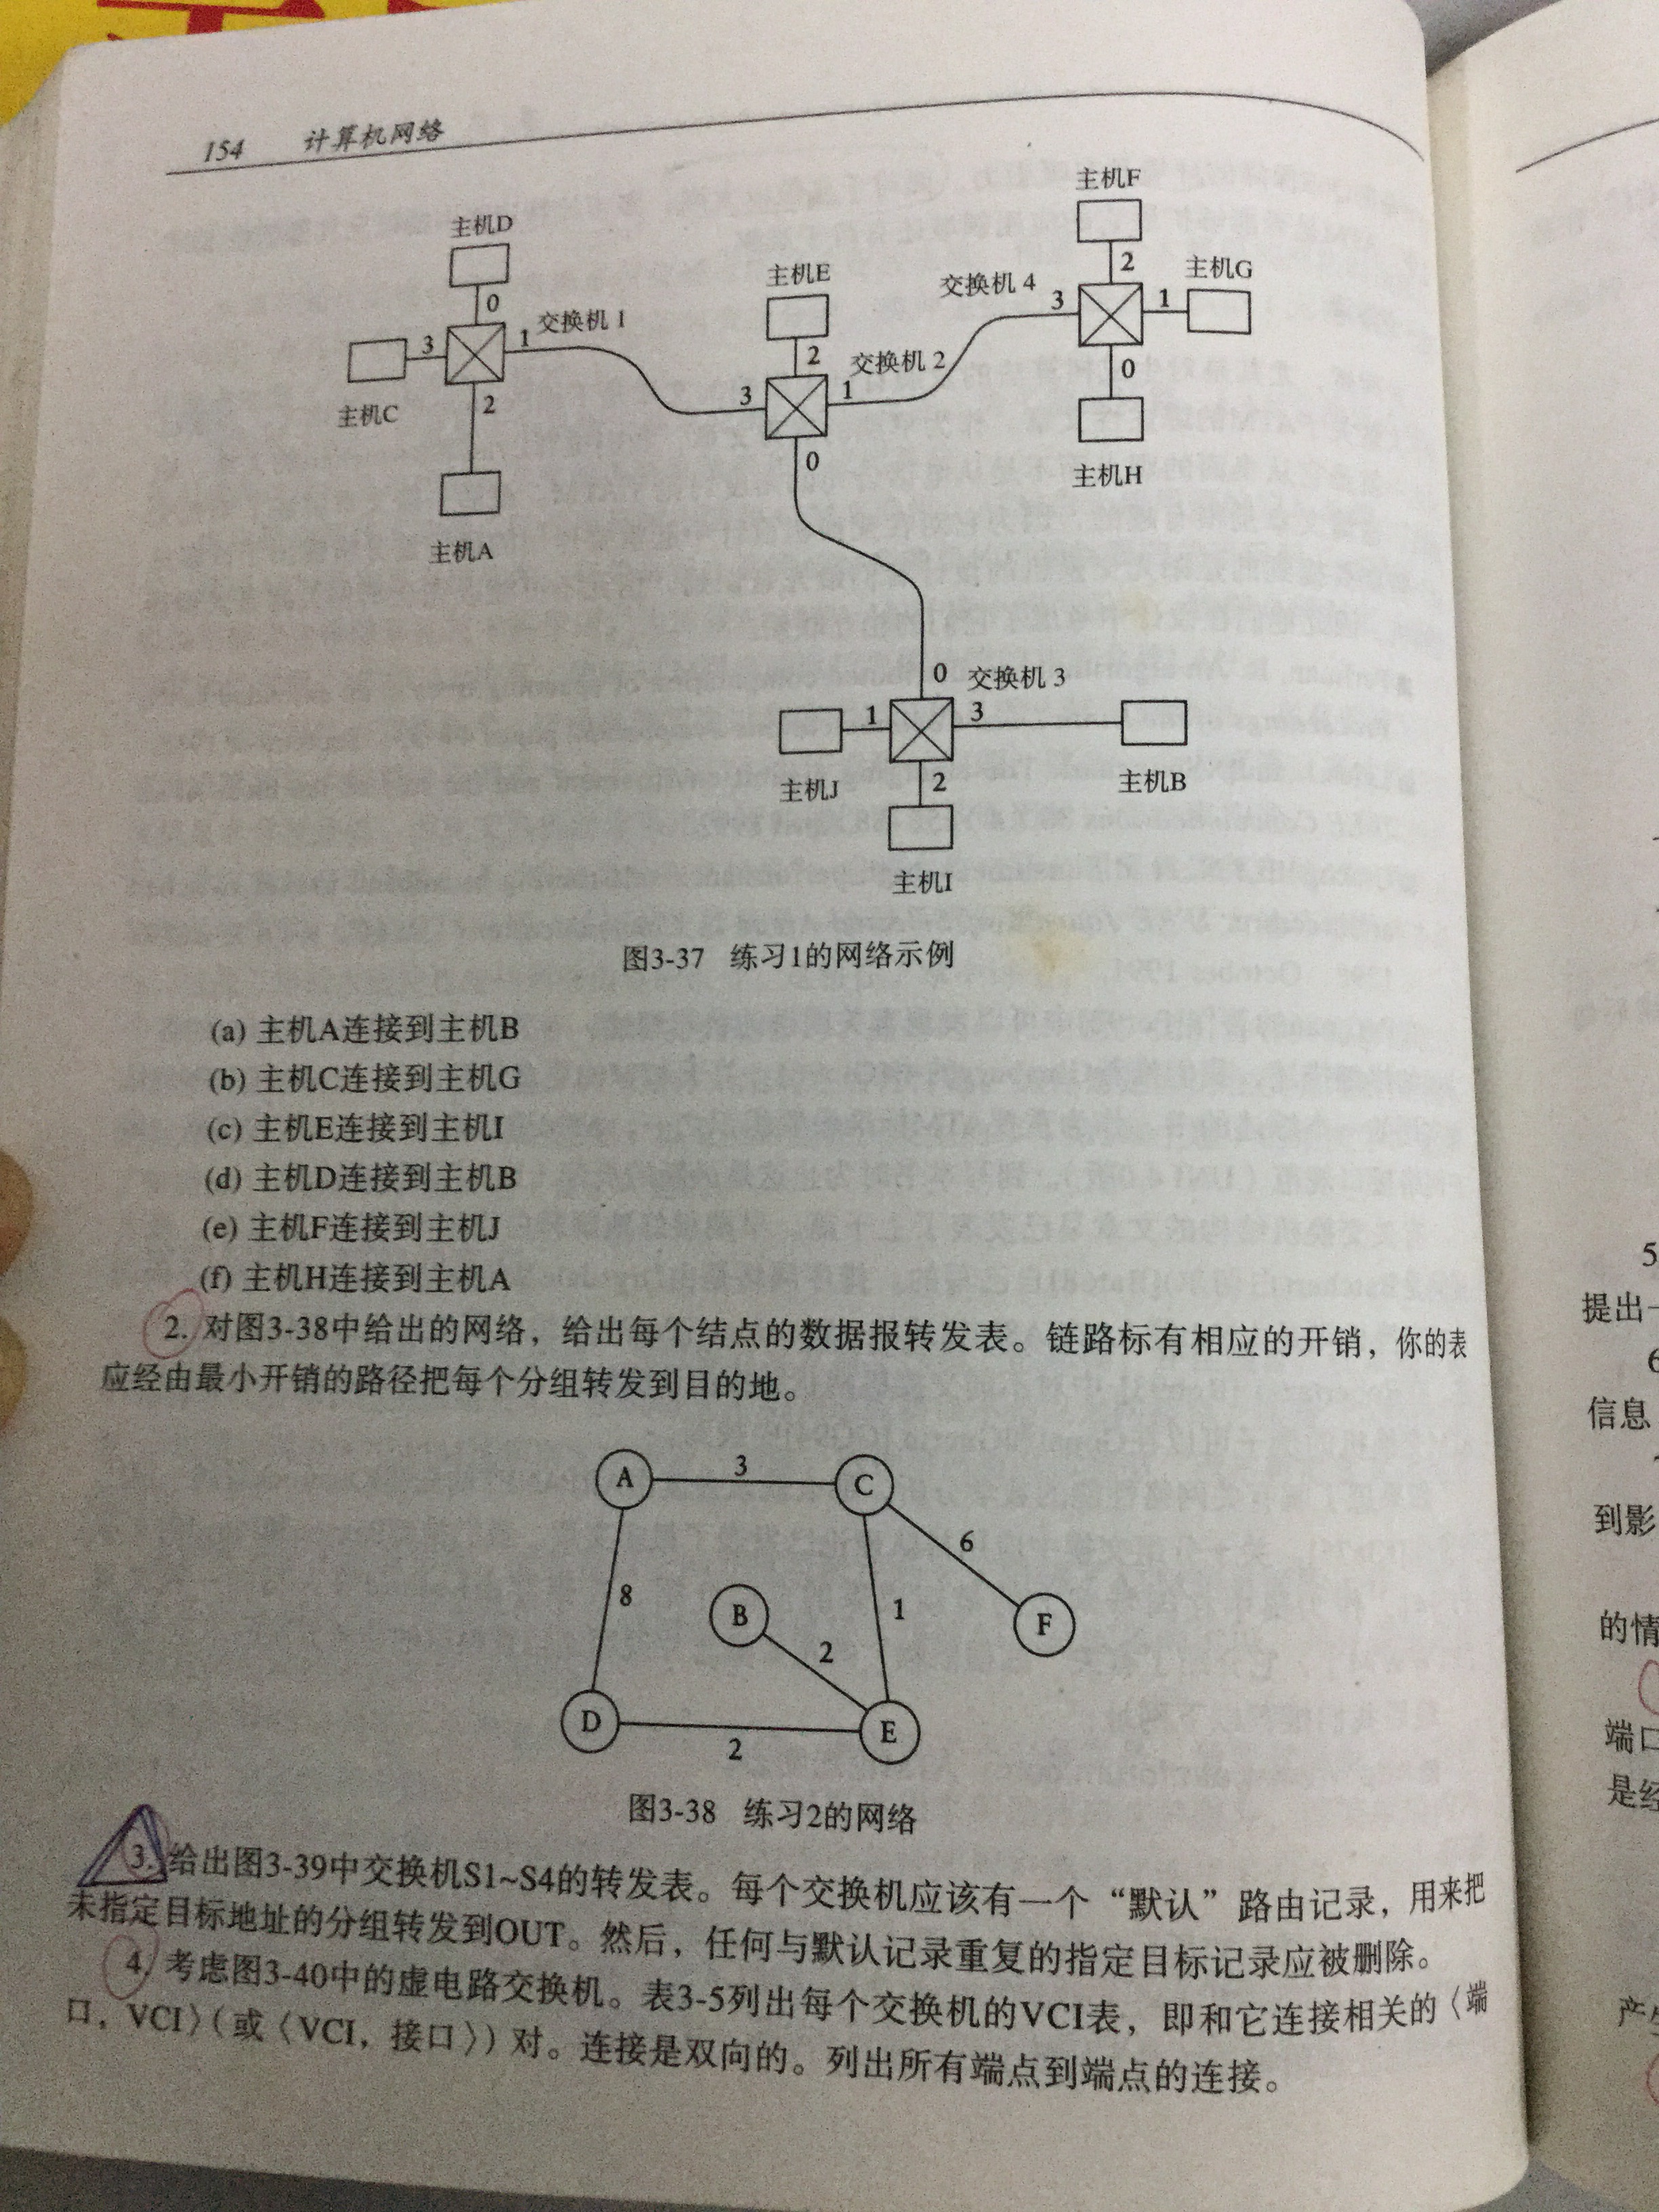 154 计算机网络
主机F
主机D
2
主机G
主机E
交换机 4
3
1
0
交换机 1
3
1
2
交换机 2
0
主机C
2
3
1
0
主机H
主机A
0
交换机 3
1
3
主机J
2
主机B
主机I
图3-37 练习1的网络示例
(a) 主机A连接到主机B
(b) 主机C连接到主机G
(c) 主机E连接到主机I
(d) 主机D连接到主机B
(e) 主机F连接到主机J
(f) 主机H连接到主机A
2. 对图3-38中给出的网络，给出每个结点的数据报转发表。链路标有相应的开销，你的表
应经由最小开销的路径把每个分组转发到目的地。
A
3
C
6
8
B
1
F
2
D
E
2
图3-38 练习2的网络
3. 给出图3-39中交换机S1~S4的转发表。每个交换机应该有一个“默认”路由记录，用来把
未指定目标地址的分组转发到OUT。然后，任何与默认记录重复的指定目标记录应被删除。
4. 考虑图3-40中的虚电路交换机。表3-5列出每个交换机的VCI表，即和它连接相关的〈端
口，VCI〉（或〈VCI，接口〉）对。连接是双向的。列出所有端点到端点的连接。
5
提出一
6
信息
到影
的情
端口
是经